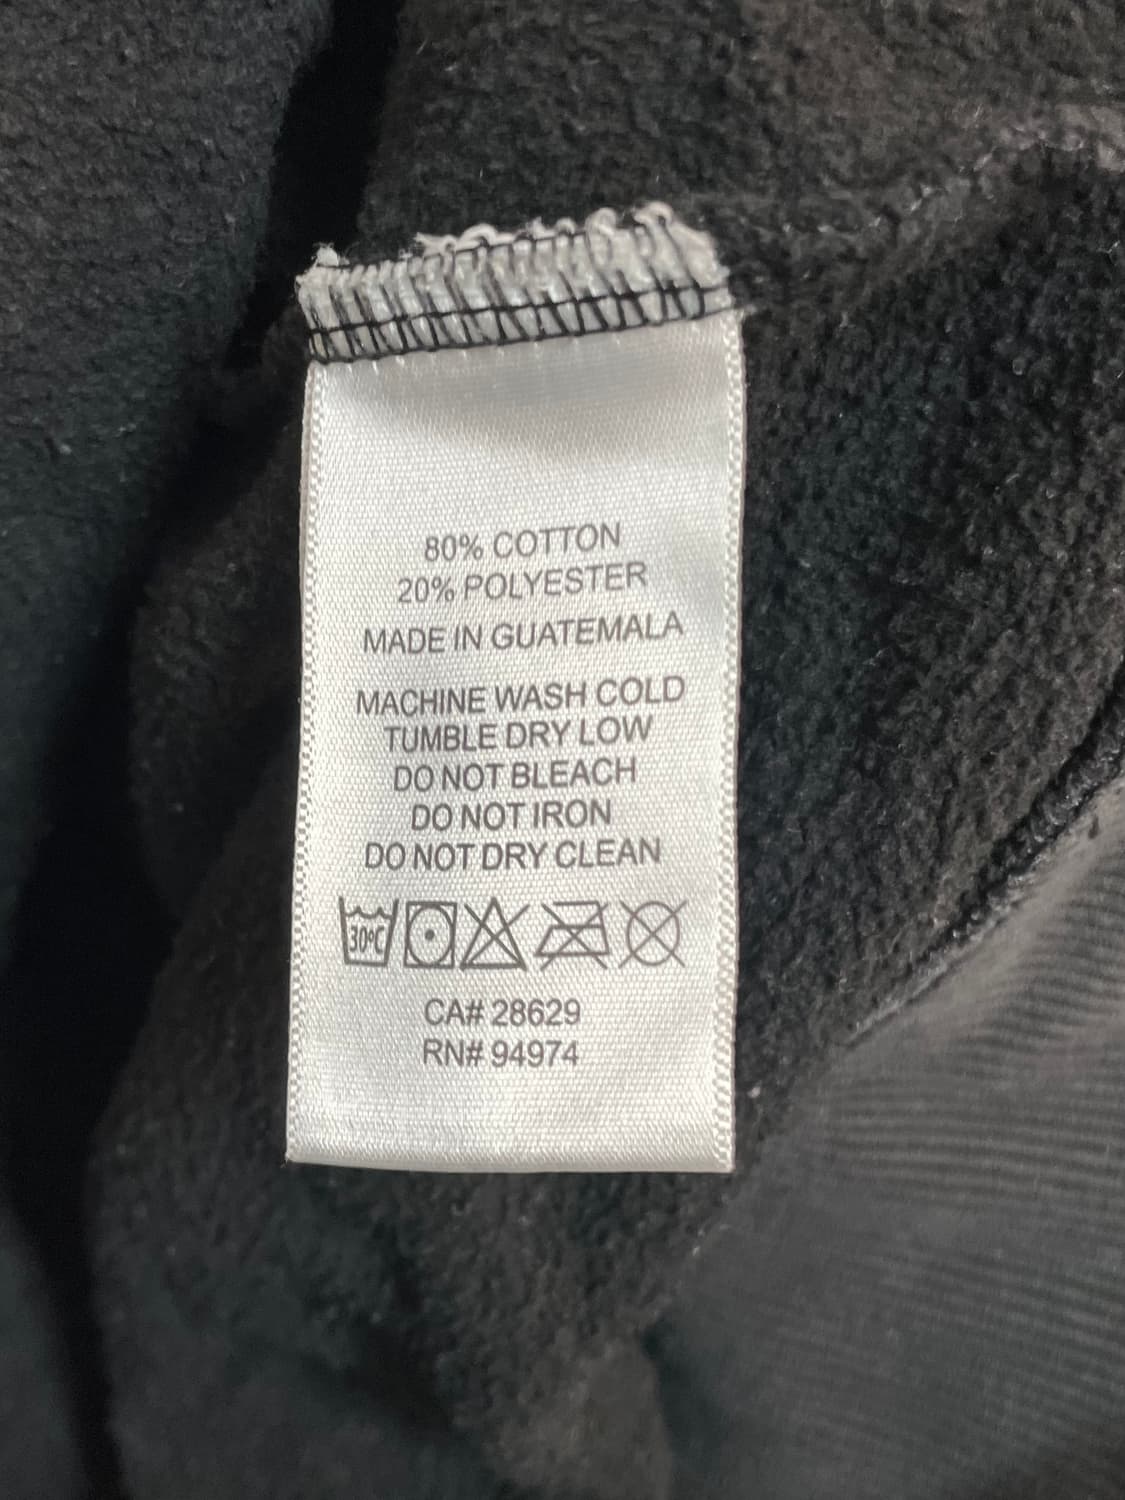 80% COTTON
20% POLYESTER
MADE IN GUATEMALA
MACHINE WASH COLD
TUMBLE DRY LOW
DO NOT BLEACH
DO NOT IRON
DO NOT DRY CLEAN
30°C
CA# 28629
RN# 94974